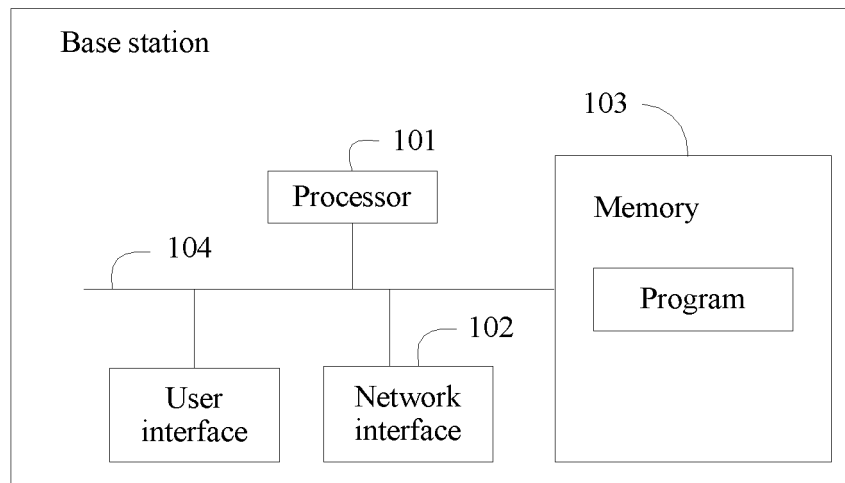 Base station
103
101
Processor
Memory
104
Program
102
User
interface
Network
interface